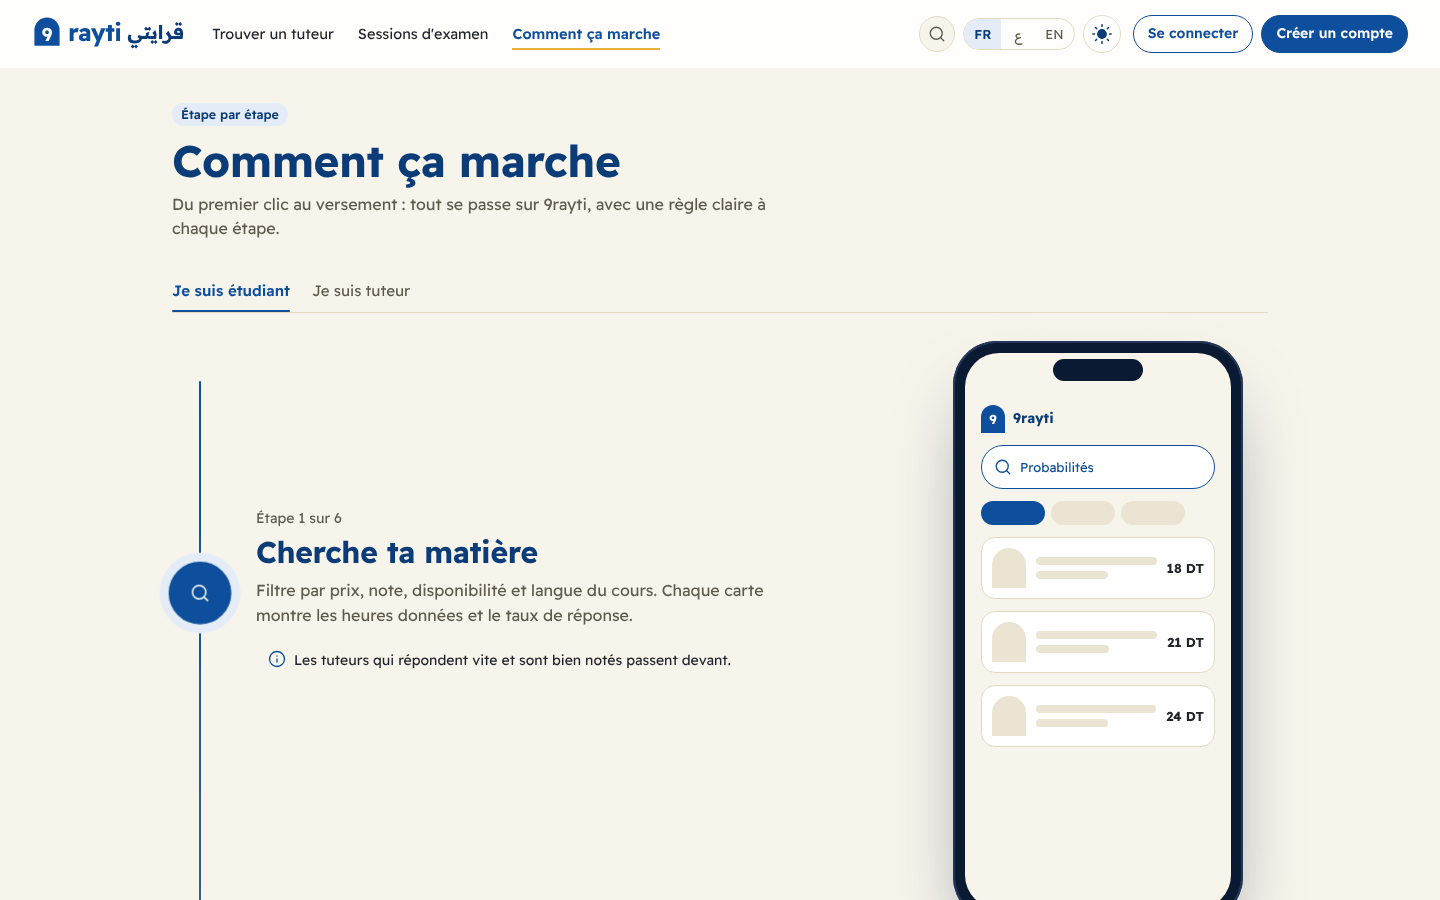 9 rayti قرايتي
Trouver un tuteur
Sessions d'examen
Comment ça marche
FR
ع
EN
Se connecter
Créer un compte
Étape par étape
Comment ça marche
Du premier clic au versement : tout se passe sur 9rayti, avec une règle claire à
chaque étape.
Je suis étudiant
Je suis tuteur
Étape 1 sur 6
Cherche ta matière
Filtre par prix, note, disponibilité et langue du cours. Chaque carte
montre les heures données et le taux de réponse.
Les tuteurs qui répondent vite et sont bien notés passent devant.
9 9rayti
Probabilités
18 DT
21 DT
24 DT